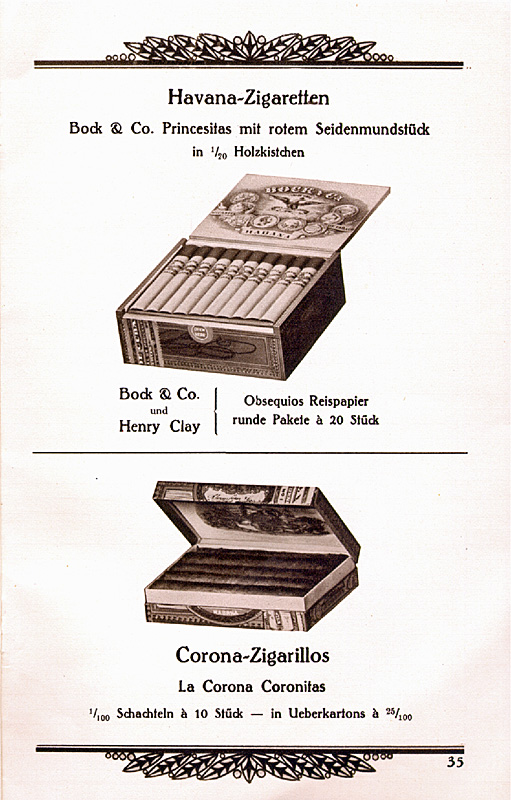 Havana-Zigaretten
Bock & Co. Princesitas mit rotem Seidenmundstück
in 1/20 Holzkistchen
BOCK & Co
HABANA
Bock & Co.
und
Henry Clay
Obsequios Reispapier
runde Pakete à 20 Stück
Corona-Zigarillos
La Corona Coronitas
1/100 Schachteln à 10 Stück — in Ueberkartons à 25/100
35